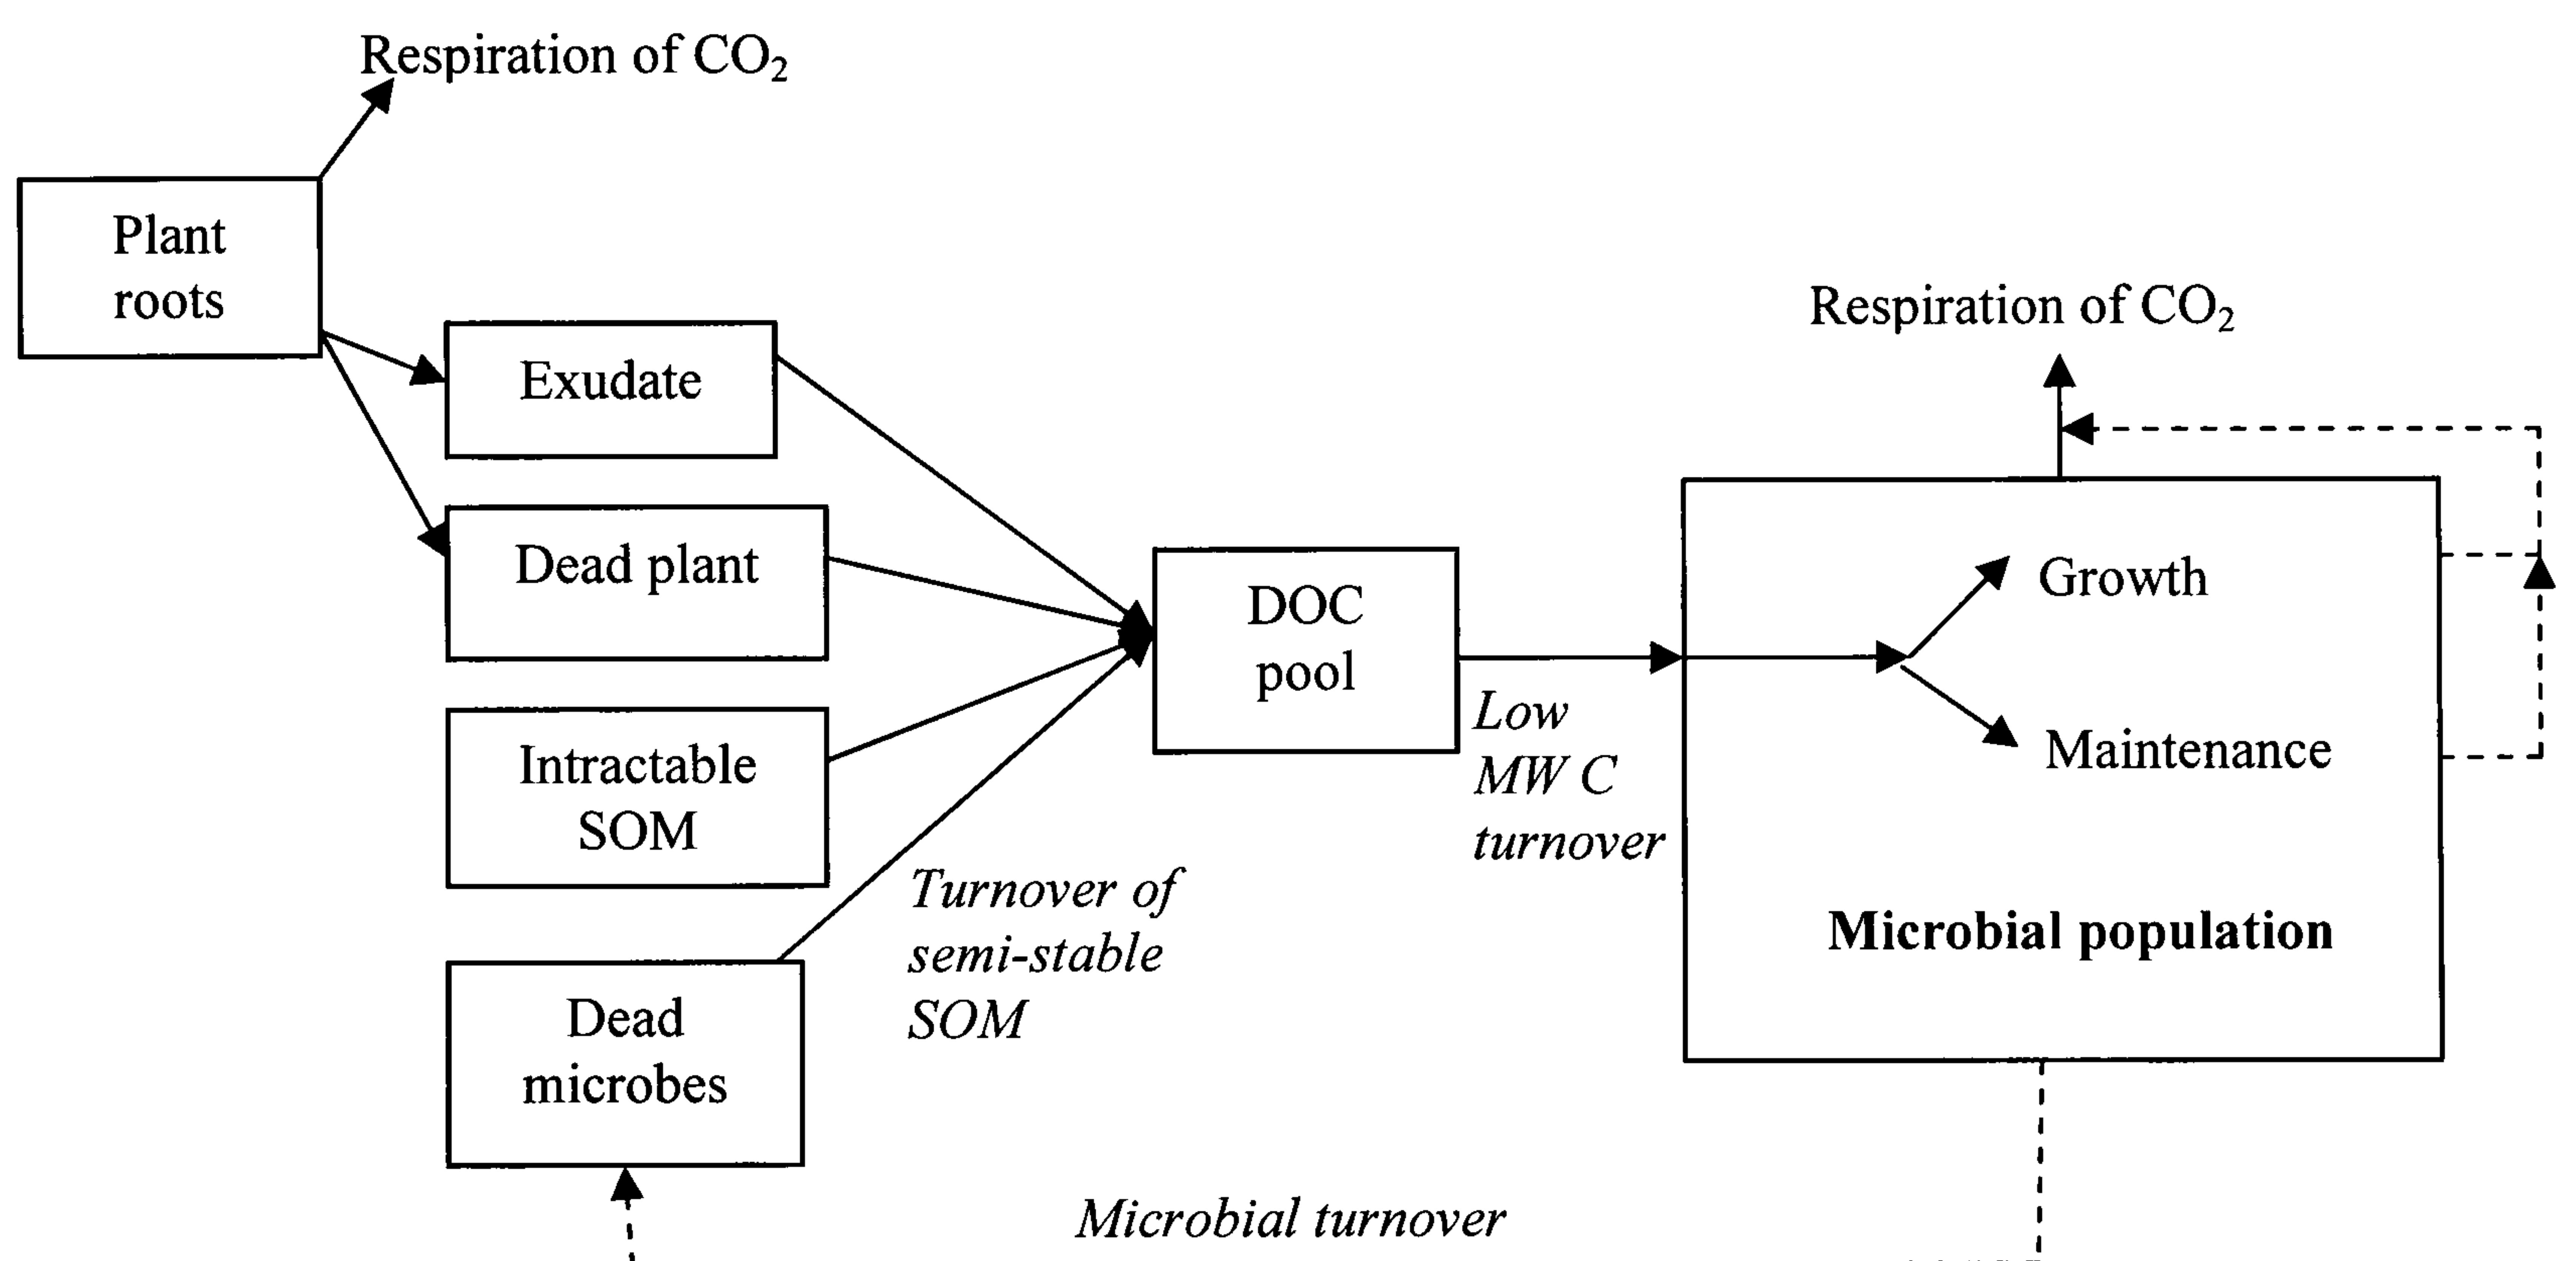 Respiration of CO₂
Plant
roots
Exudate
Dead plant
Intractable
SOM
Dead
microbes
Turnover of
semi-stable
SOM
DOC
pool
Low
MW C
turnover
Respiration of CO₂
Growth
Maintenance
Microbial population
Microbial turnover